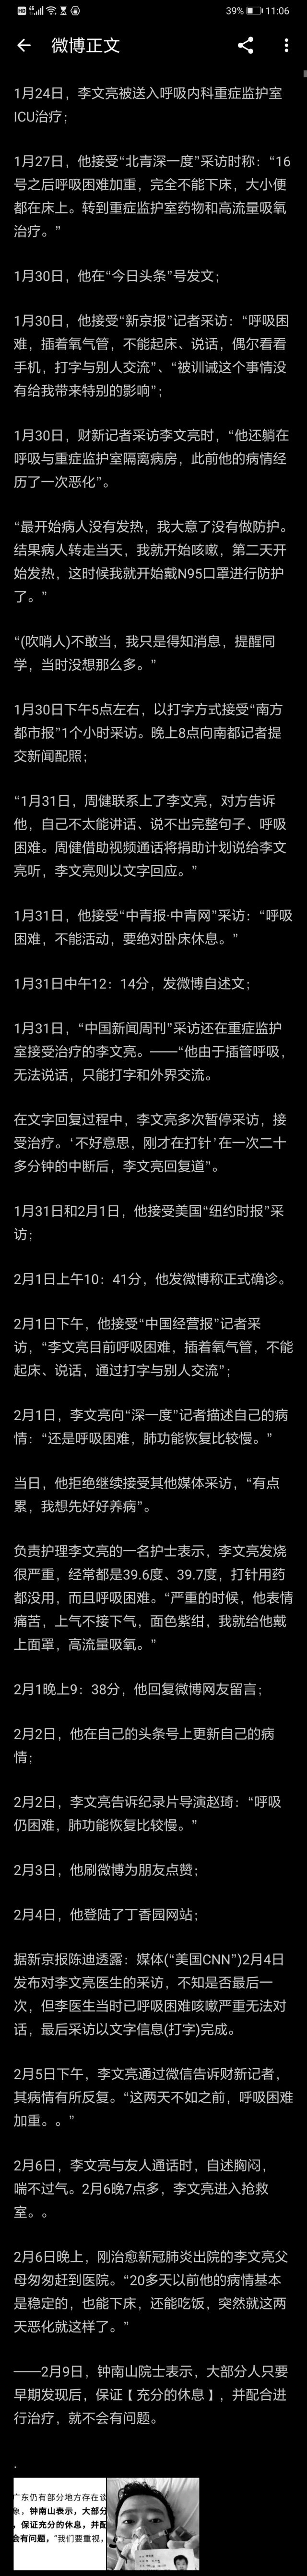 HD 4G 39% 11:06
微博正文
1月24日，李文亮被送入呼吸内科重症监护室
ICU治疗；
1月27日，他接受“北青深一度”采访时称：“16
号之后呼吸困难加重，完全不能下床，大小便
都在床上。转到重症监护室药物和高流量吸氧
治疗。”
1月30日，他在“今日头条”号发文；
1月30日，他接受“新京报”记者采访：“呼吸困
难，插着氧气管，不能起床、说话，偶尔看看
手机，打字与别人交流”、“被训诫这个事情没
有给我带来特别的影响”；
1月30日，财新记者采访李文亮时，“他还躺在
呼吸与重症监护室隔离病房，此前他的病情经
历了一次恶化”。
“最开始病人没有发热，我大意了没有做防护。
结果病人转走当天，我就开始咳嗽，第二天开
始发热，这时候我就开始戴N95口罩进行防护
了。”
“(吹哨人)不敢当，我只是得知消息，提醒同
学，当时没想那么多。”
1月30日下午5点左右，以打字方式接受“南方
都市报”1个小时采访。晚上8点向南都记者提
交新闻配照；
“1月31日，周健联系上了李文亮，对方告诉
他，自己不太能讲话、说不出完整句子、呼吸
困难。周健借助视频通话将捐助计划说给李文
亮听，李文亮则以文字回应。”
1月31日，他接受“中青报·中青网”采访：“呼吸
困难，不能活动，要绝对卧床休息。”
1月31日中午12：14分，发微博自述文；
1月31日，“中国新闻周刊”采访还在重症监护
室接受治疗的李文亮。——“他由于插管呼吸，
无法说话，只能打字和外界交流。
在文字回复过程中，李文亮多次暂停采访，接
受治疗。‘不好意思，刚才在打针’在一次二十
多分钟的中断后，李文亮回复道”。
1月31日和2月1日，他接受美国“纽约时报”采
访；
2月1日上午10：41分，他发微博称正式确诊。
2月1日下午，他接受“中国经营报”记者采
访，“李文亮目前呼吸困难，插着氧气管，不能
起床、说话，通过打字与别人交流”；
2月1日，李文亮向“深一度”记者描述自己的病
情：“还是呼吸困难，肺功能恢复比较慢。”
当日，他拒绝继续接受其他媒体采访，“有点
累，我想先好好养病”。
负责护理李文亮的一名护士表示，李文亮发烧
很严重，经常都是39.6度、39.7度，打针用药
都没用，而且呼吸困难。“严重的时候，他表情
痛苦，上气不接下气，面色紫绀，我就给他戴
上面罩，高流量吸氧。”
2月1晚上9：38分，他回复微博网友留言；
2月2日，他在自己的头条号上更新自己的病
情；
2月2日，李文亮告诉纪录片导演赵琦：“呼吸
仍困难，肺功能恢复比较慢。”
2月3日，他刷微博为朋友点赞；
2月4日，他登陆了丁香园网站；
据新京报陈迪透露：媒体(“美国CNN”)2月4日
发布对李文亮医生的采访，不知是否最后一
次，但李医生当时已呼吸困难咳嗽严重无法对
话，最后采访以文字信息(打字)完成。
2月5日下午，李文亮通过微信告诉财新记者，
其病情有所反复。“这两天不如之前，呼吸困难
加重。。”
2月6日，李文亮与友人通话时，自述胸闷，
喘不过气。2月6晚7点多，李文亮进入抢救
室。。
2月6日晚上，刚治愈新冠肺炎出院的李文亮父
母匆匆赶到医院。“20多天以前他的病情基本
是稳定的，也能下床，还能吃饭，突然就这两
天恶化就这样了。”
——2月9日，钟南山院士表示，大部分人只要
早期发现后，保证【充分的休息】，并配合进
行治疗，就不会有问题。
.
广东仍有部分地方存在谈
象，钟南山表示，大部分
，保证充分的休息，并配
会有问题，“我们要重视，